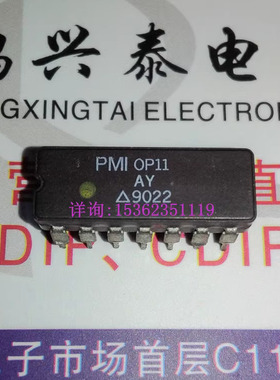 兴泰电
GXINGTAI ELECTRON
PMI OP11
AY
△9022
详询:15362351119
DIP, CDIP
子市场首层C11